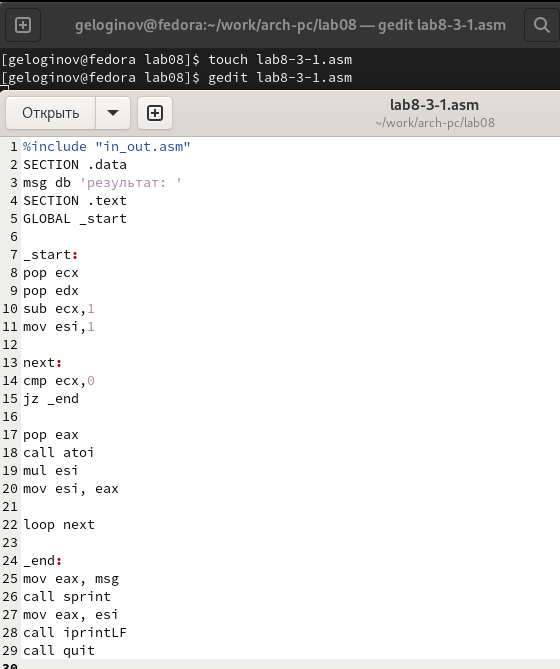 geloginov@fedora:~/work/arch-pc/lab08 — gedit lab8-3-1.asm
[geloginov@fedora lab08]$ touch lab8-3-1.asm
[geloginov@fedora lab08]$ gedit lab8-3-1.asm
Открыть
lab8-3-1.asm
~/work/arch-pc/lab08
1 %include "in_out.asm"
2 SECTION .data
3 msg db 'результат: '
4 SECTION .text
5 GLOBAL _start
6
7 _start:
8 pop ecx
9 pop edx
10 sub ecx,1
11 mov esi,1
12
13 next:
14 cmp ecx,0
15 jz _end
16
17 pop eax
18 call atoi
19 mul esi
20 mov esi, eax
21
22 loop next
23
24 _end:
25 mov eax, msg
26 call sprint
27 mov eax, esi
28 call iprintLF
29 call quit
30